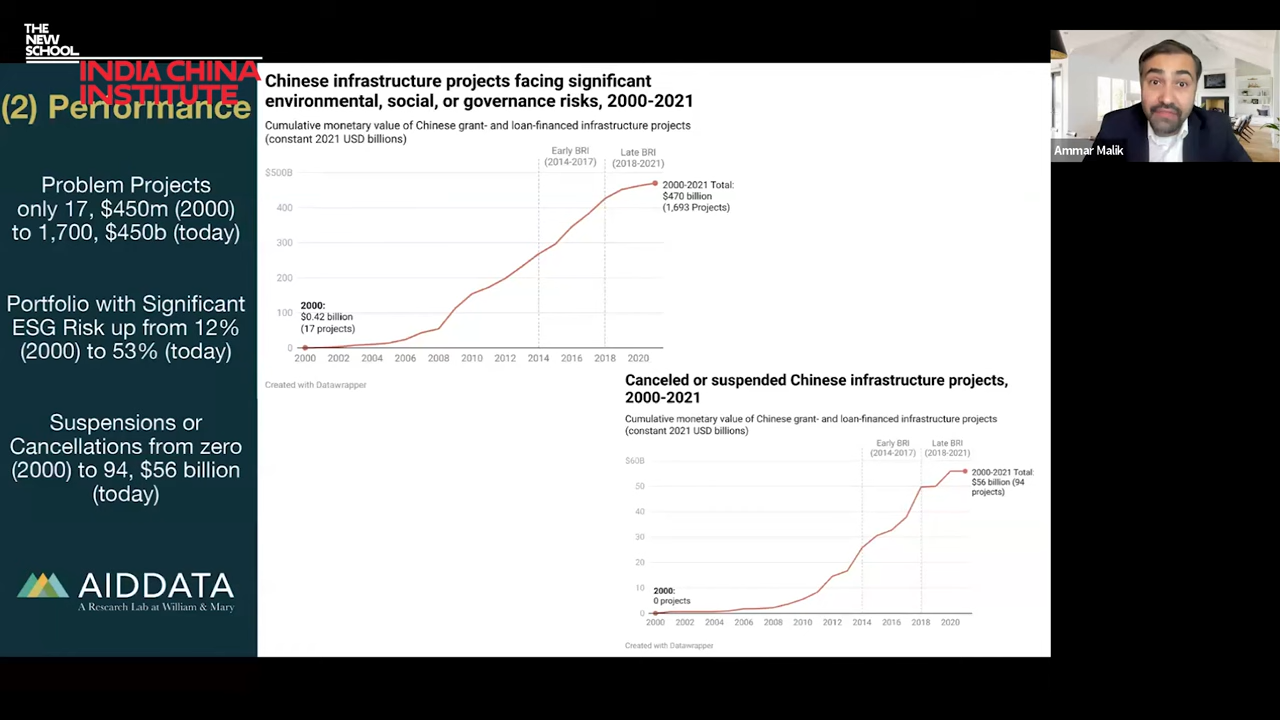 THE
NEW
SCHOOL
INDIA CHINA
INSTITUTE
(2) Performance
Problem Projects
only 17, $450m (2000)
to 1,700, $450b (today)
Portfolio with Significant
ESG Risk up from 12%
(2000) to 53% (today)
Suspensions or
Cancellations from zero
(2000) to 94, $56 billion
(today)
AIDDATA
A Research Lab at William & Mary
Chinese infrastructure projects facing significant
environmental, social, or governance risks, 2000-2021
Cumulative monetary value of Chinese grant- and loan-financed infrastructure projects
(constant 2021 USD billions)
Early BRI
(2014-2017)
Late BRI
(2018-2021)
$500B
400
300
200
100
0
2000-2021 Total:
$470 billion
(1,693 Projects)
2000:
$0.42 billion
(17 projects)
2000 2002 2004 2006 2008 2010 2012 2014 2016 2018 2020
Created with Datawrapper
Canceled or suspended Chinese infrastructure projects,
2000-2021
Cumulative monetary value of Chinese grant- and loan-financed infrastructure projects
(constant 2021 USD billions)
Early BRI
(2014-2017)
Late BRI
(2018-2021)
$60B
50
40
30
20
10
0
2000-2021 Total:
$56 billion (94
projects)
2000:
0 projects
2000 2002 2004 2006 2008 2010 2012 2014 2016 2018 2020
Created with Datawrapper
Ammar Malik